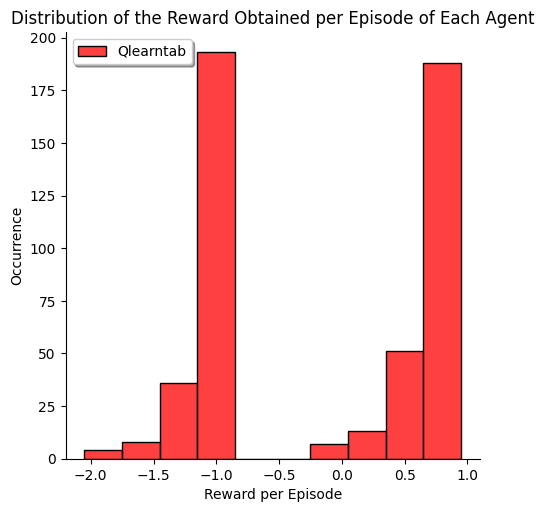 Distribution of the Reward Obtained per Episode of Each Agent
Qlearntab
200
175
150
125
100
75
50
25
0
Occurrence
−2.0 −1.5 −1.0 −0.5 0.0 0.5 1.0
Reward per Episode